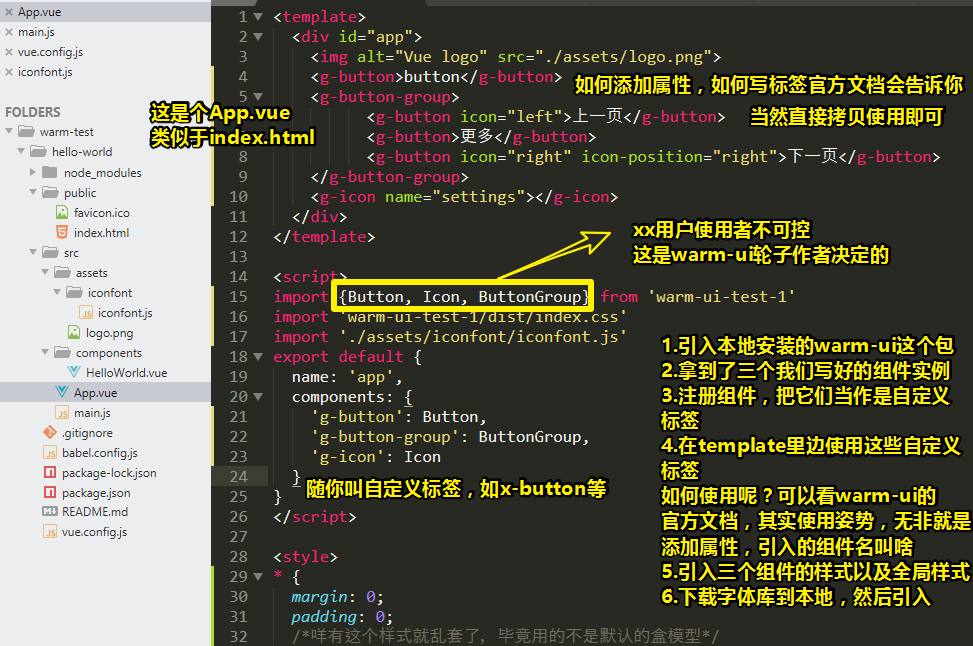 App.vue
main.js
vue.config.js
iconfont.js
FOLDERS
warm-test
hello-world
node_modules
public
favicon.ico
index.html
src
assets
iconfont
iconfont.js
logo.png
components
HelloWorld.vue
App.vue
main.js
.gitignore
babel.config.js
package-lock.json
package.json
README.md
vue.config.js
这是个App.vue
类似于index.html
1 <template>
2 <div id="app">
3 <img alt="Vue logo" src="./assets/logo.png">
4 <g-button>button</g-button>
5 <g-button-group>
<g-button icon="left">上一页</g-button>
<g-button>更多</g-button>
8 <g-button icon="right" icon-position="right">下一页</g-button>
9 </g-button-group>
10 <g-icon name="settings"></g-icon>
11 </div>
12 </template>
13
14 <script>
15 import {Button, Icon, ButtonGroup} from 'warm-ui-test-1'
16 import 'warm-ui-test-1/dist/index.css'
17 import './assets/iconfont/iconfont.js'
18 export default {
19 name: 'app',
20 components: {
21 'g-button': Button,
22 'g-button-group': ButtonGroup,
23 'g-icon': Icon
24 }
25 }
26 </script>
27
28 <style>
29 * {
30 margin: 0;
31 padding: 0;
32 /*咩有这个样式就乱套了，毕竟用的不是默认的盒模型*/
如何添加属性，如何写标签官方文档会告诉你
当然直接拷贝使用即可
xx用户使用者不可控
这是warm-ui轮子作者决定的
1.引入本地安装的warm-ui这个包
2.拿到了三个我们写好的组件实例
3.注册组件，把它们当作是自定义
标签
4.在template里边使用这些自定义
标签
如何使用呢？可以看warm-ui的
官方文档，其实使用姿势，无非就是
添加属性，引入的组件名叫啥
5.引入三个组件的样式以及全局样式
6.下载字体库到本地，然后引入
随你叫自定义标签，如x-button等